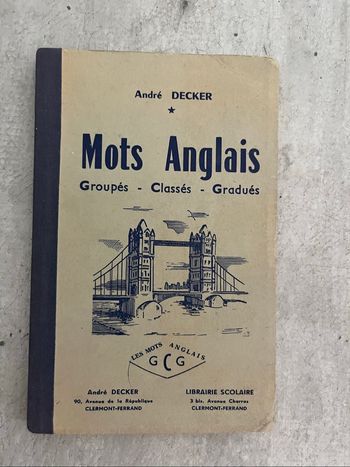 André DECKER
★
Mots Anglais
Groupés - Classés - Gradués
LES MOTS ANGLAIS
G C G
André DECKER
90, Avenue de la République
CLERMONT-FERRAND
LIBRAIRIE SCOLAIRE
3 bis, Avenue Charras
CLERMONT-FERRAND